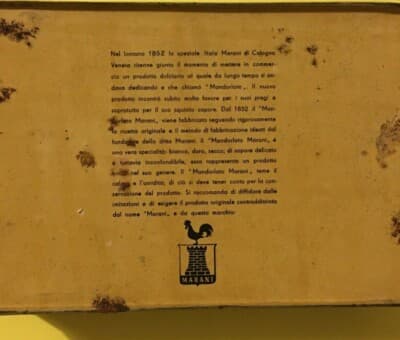 Nel lontano 1852 lo speziale Italo Marani di Cologna
Veneta ritenne giunto il momento di mettere in commer-
cio un prodotto dolciario al quale da lungo tempo si an-
dava dedicando e che chiamò "Mandorlato„. Il nuovo
prodotto incontrò subito molto favore per i suoi pregi e
sopratutto per il suo squisito sapore. Dal 1852 il "Man-
dorlato Marani„ viene fabbricato seguendo rigorosamente
la ricetta originale e il metodo di fabbricazione ideati dal
fondatore della ditta Marani. Il "Mandorlato Marani„ è
una vera specialità: bianco, duro, secco; di sapore delicato
e tuttavia inconfondibile, esso rappresenta un prodotto
nel suo genere. Il "Mandorlato Marani„ teme il
calore e l'umidità; di ciò si deve tener conto per la con-
servazione del prodotto. Si raccomanda di diffidare dalle
imitazioni e di esigere il prodotto originale contraddistinto
dal nome "Marani„ e da questo marchio:
MARANI